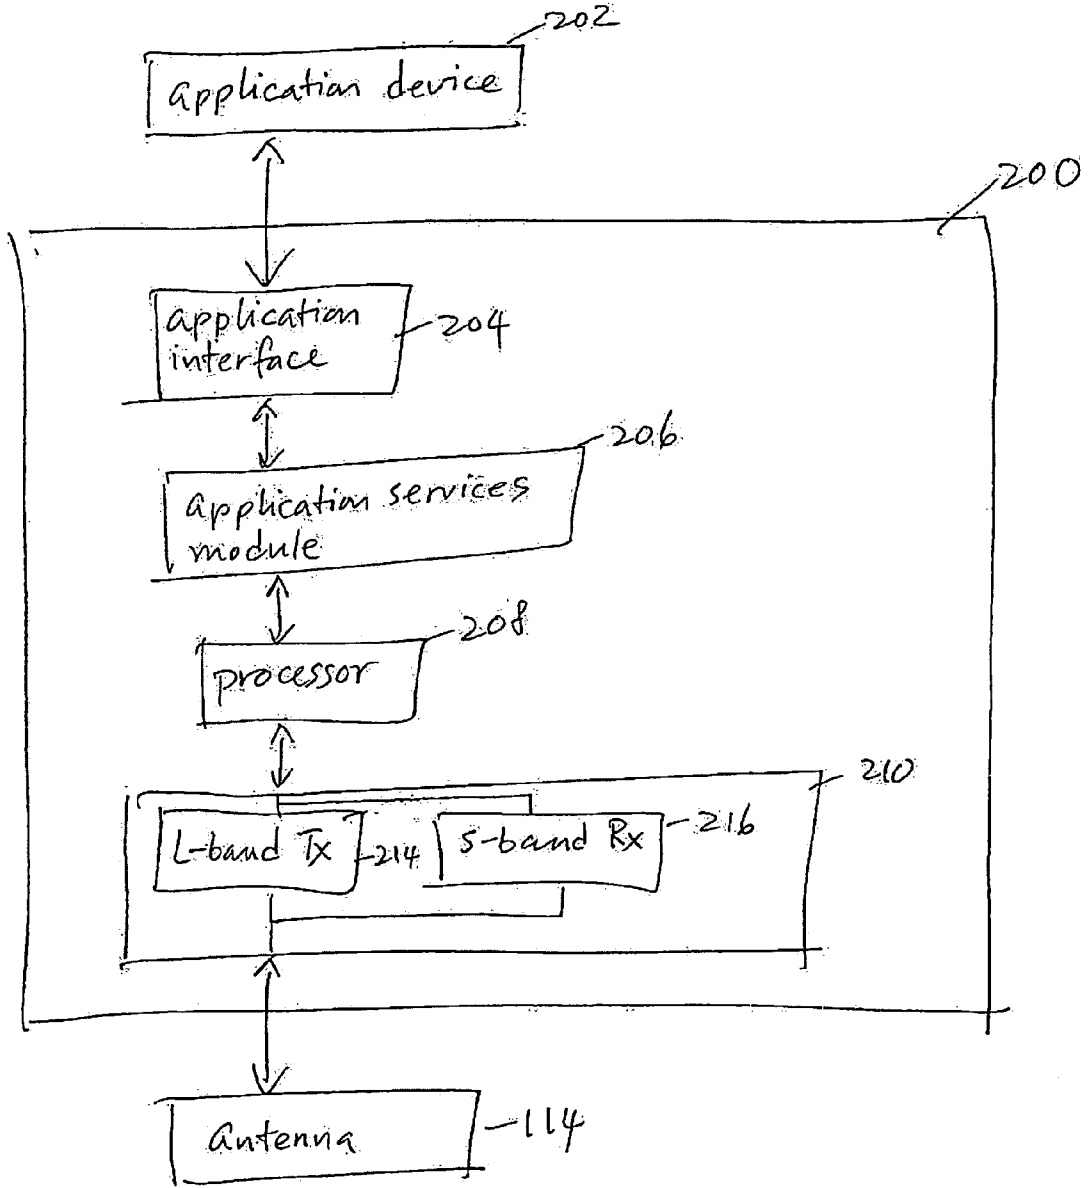 202
application device
200
application
interface
204
206
application services
module
208
processor
210
L-band Tx
214
S-band Rx
216
antenna
114